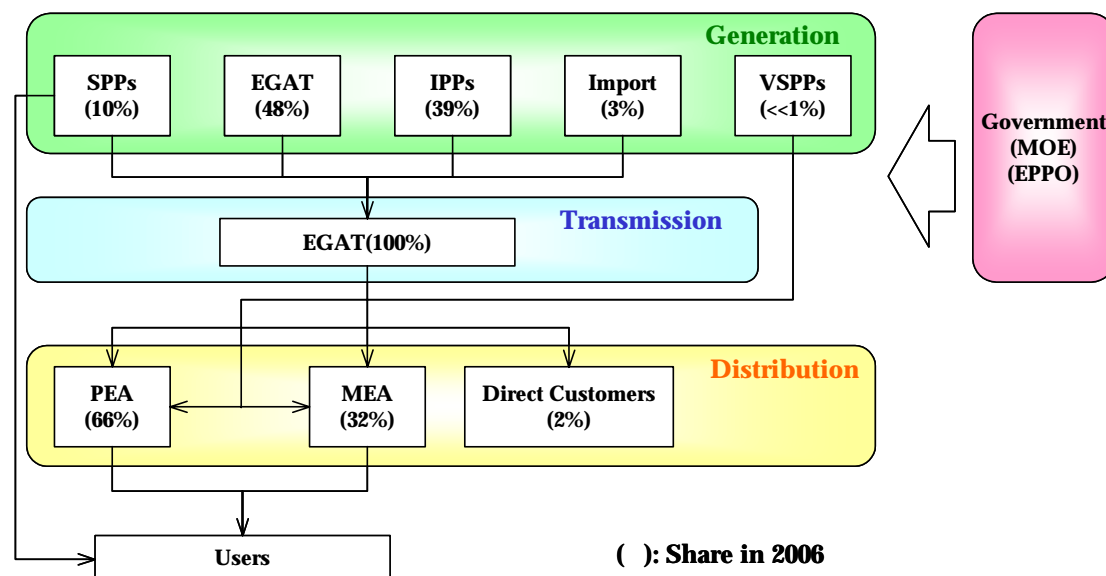 Generation
SPPs
(10%)
EGAT
(48%)
IPPs
(39%)
Import
(3%)
VSPPs
(<<1%)
Government
(MOE)
(EPPO)
Transmission
EGAT(100%)
Distribution
PEA
(66%)
MEA
(32%)
Direct Customers
(2%)
Users
( ): Share in 2006